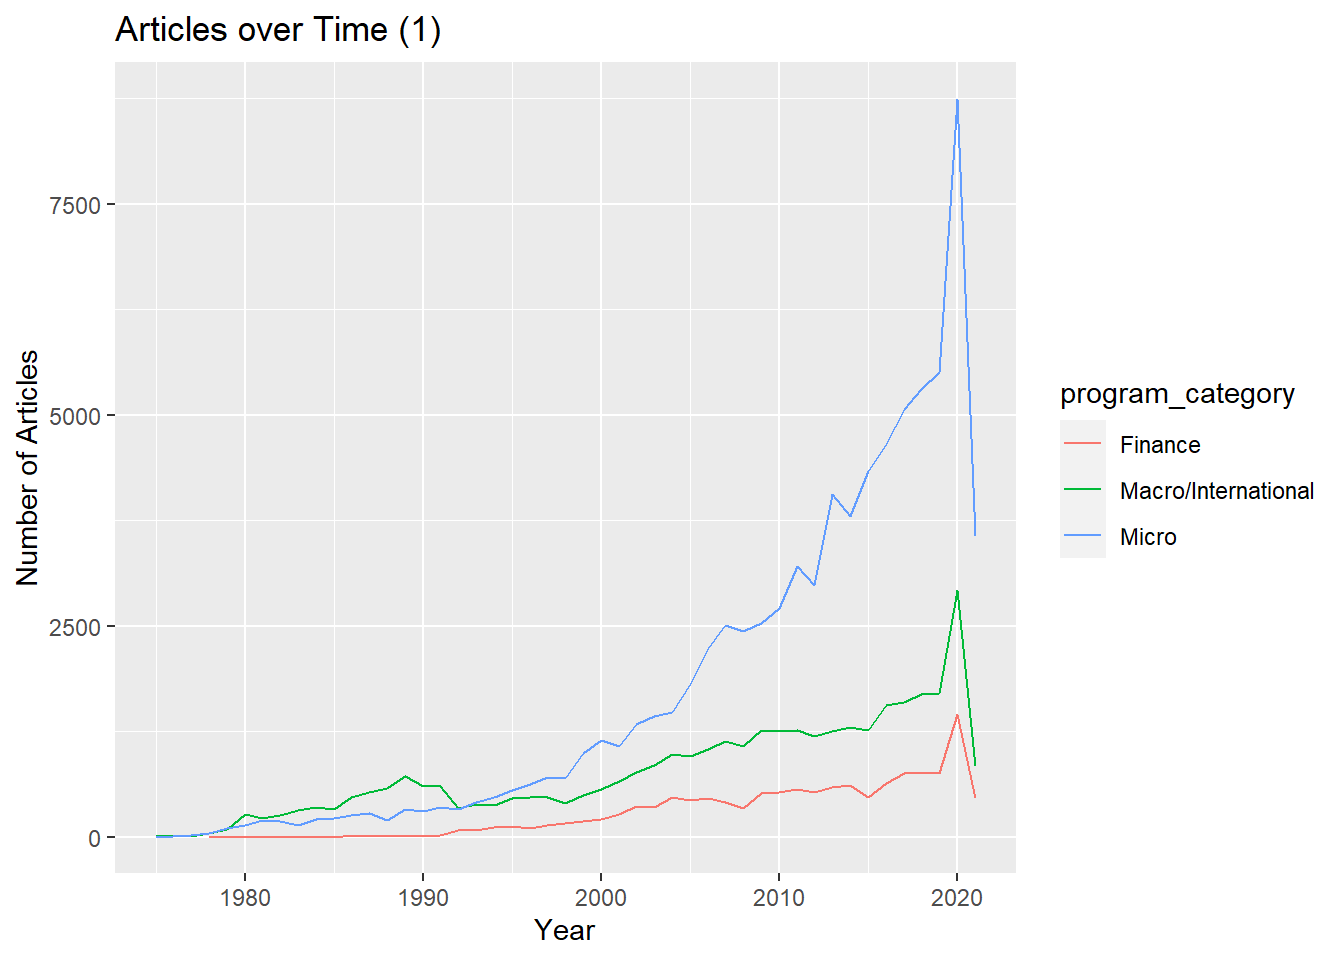 Articles over Time (1)
7500
5000
2500
0
Number of Articles
1980 1990 2000 2010 2020
Year
program_category
Finance
Macro/International
Micro